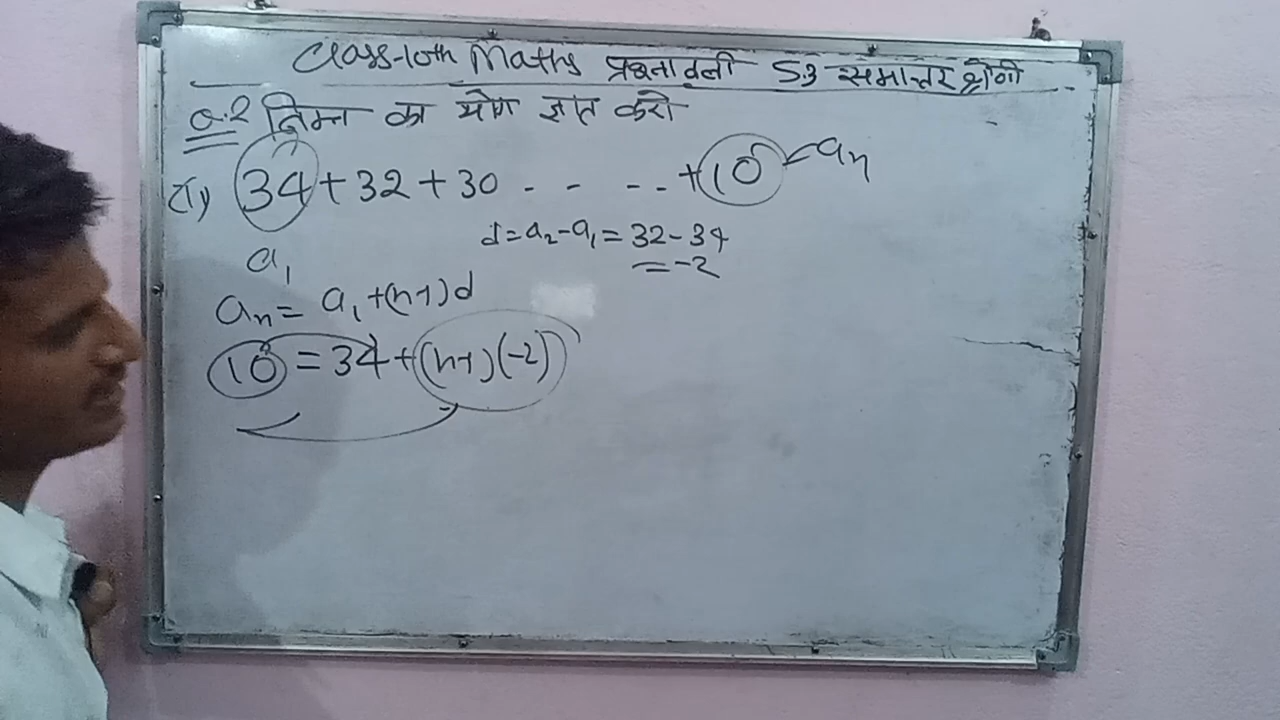 Class-10th Maths प्रश्नावली 5.3 समान्तर श्रेणी
Q.2 निम्न का योग ज्ञात करो
(ii) 34+32+30 - - - .. +10 aₙ
a₁
d=a₂-a₁=32-34
=-2
aₙ= a₁+(n-1)d
10=34+(n-1)(-2)